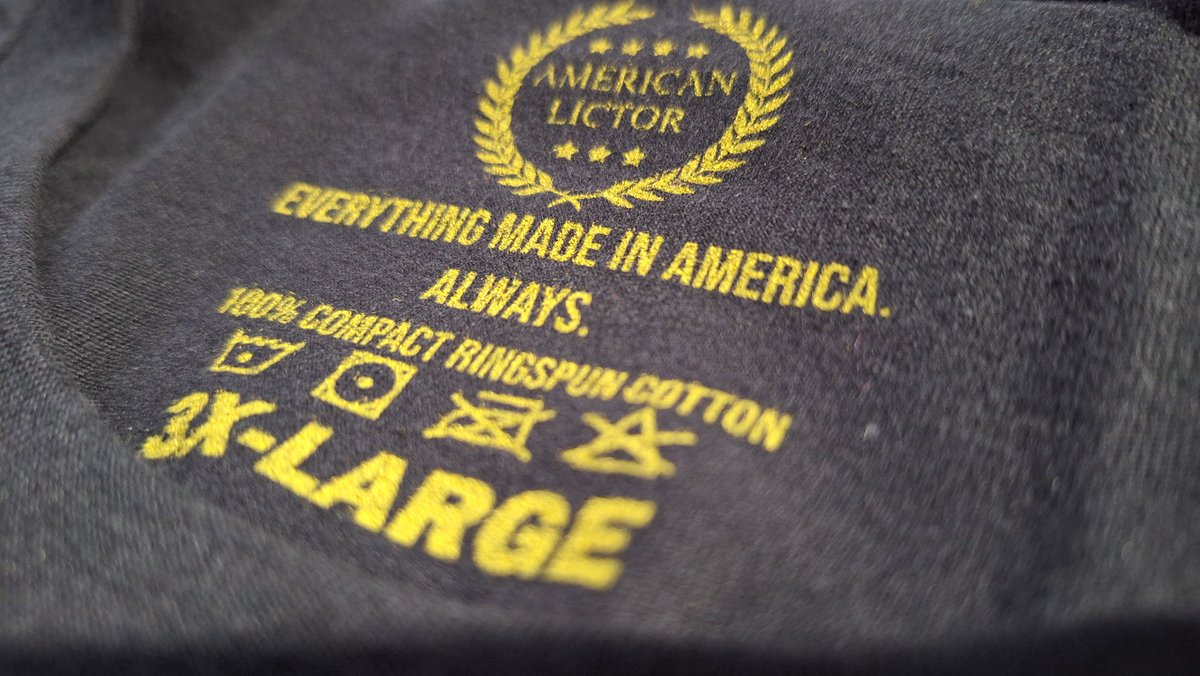 AMERICAN
LICTOR
EVERYTHING MADE IN AMERICA.
ALWAYS.
100% COMPACT RINGSPUN COTTON
3X-LARGE